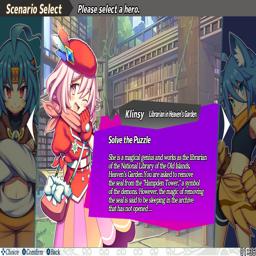 Scenario Select
Please select a hero.
Klinsy
Librarian in Heaven's Garden
Solve the Puzzle
She is a magical genius and works as the librarian
of the National Library of the Old Islands,
Heaven's Garden. You are asked to remove
the seal from the "Hampden Tower," a symbol
of the demons. However, the magic of removing
the seal is said to be sleeping in the archive
that has not opened....
Choice Confirm Back